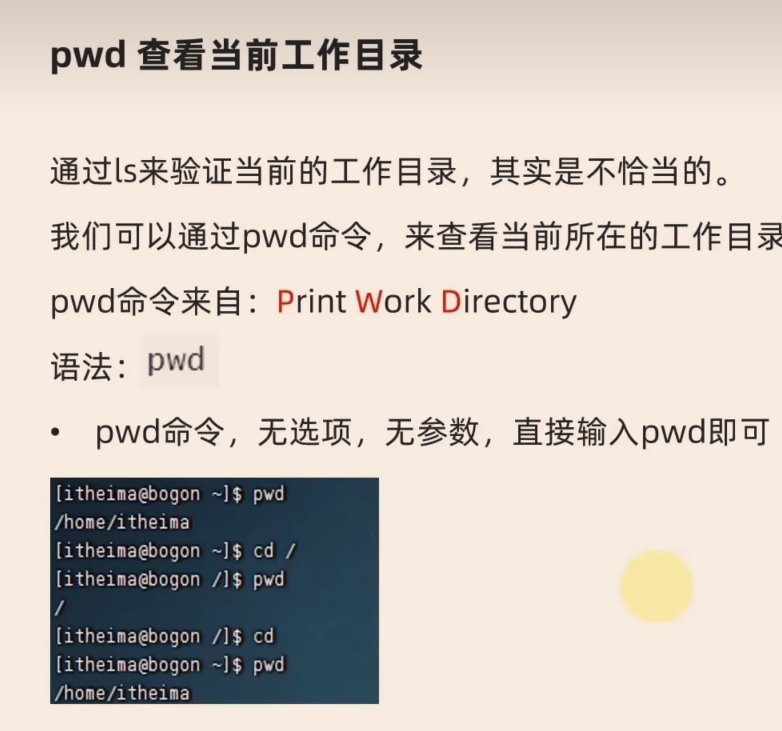 pwd 查看当前工作目录
通过ls来验证当前的工作目录，其实是不恰当的。
我们可以通过pwd命令，来查看当前所在的工作目录
pwd命令来自：Print Work Directory
语法：pwd
• pwd命令，无选项，无参数，直接输入pwd即可
[itheima@bogon ~]$ pwd
/home/itheima
[itheima@bogon ~]$ cd /
[itheima@bogon /]$ pwd
/
[itheima@bogon /]$ cd
[itheima@bogon ~]$ pwd
/home/itheima